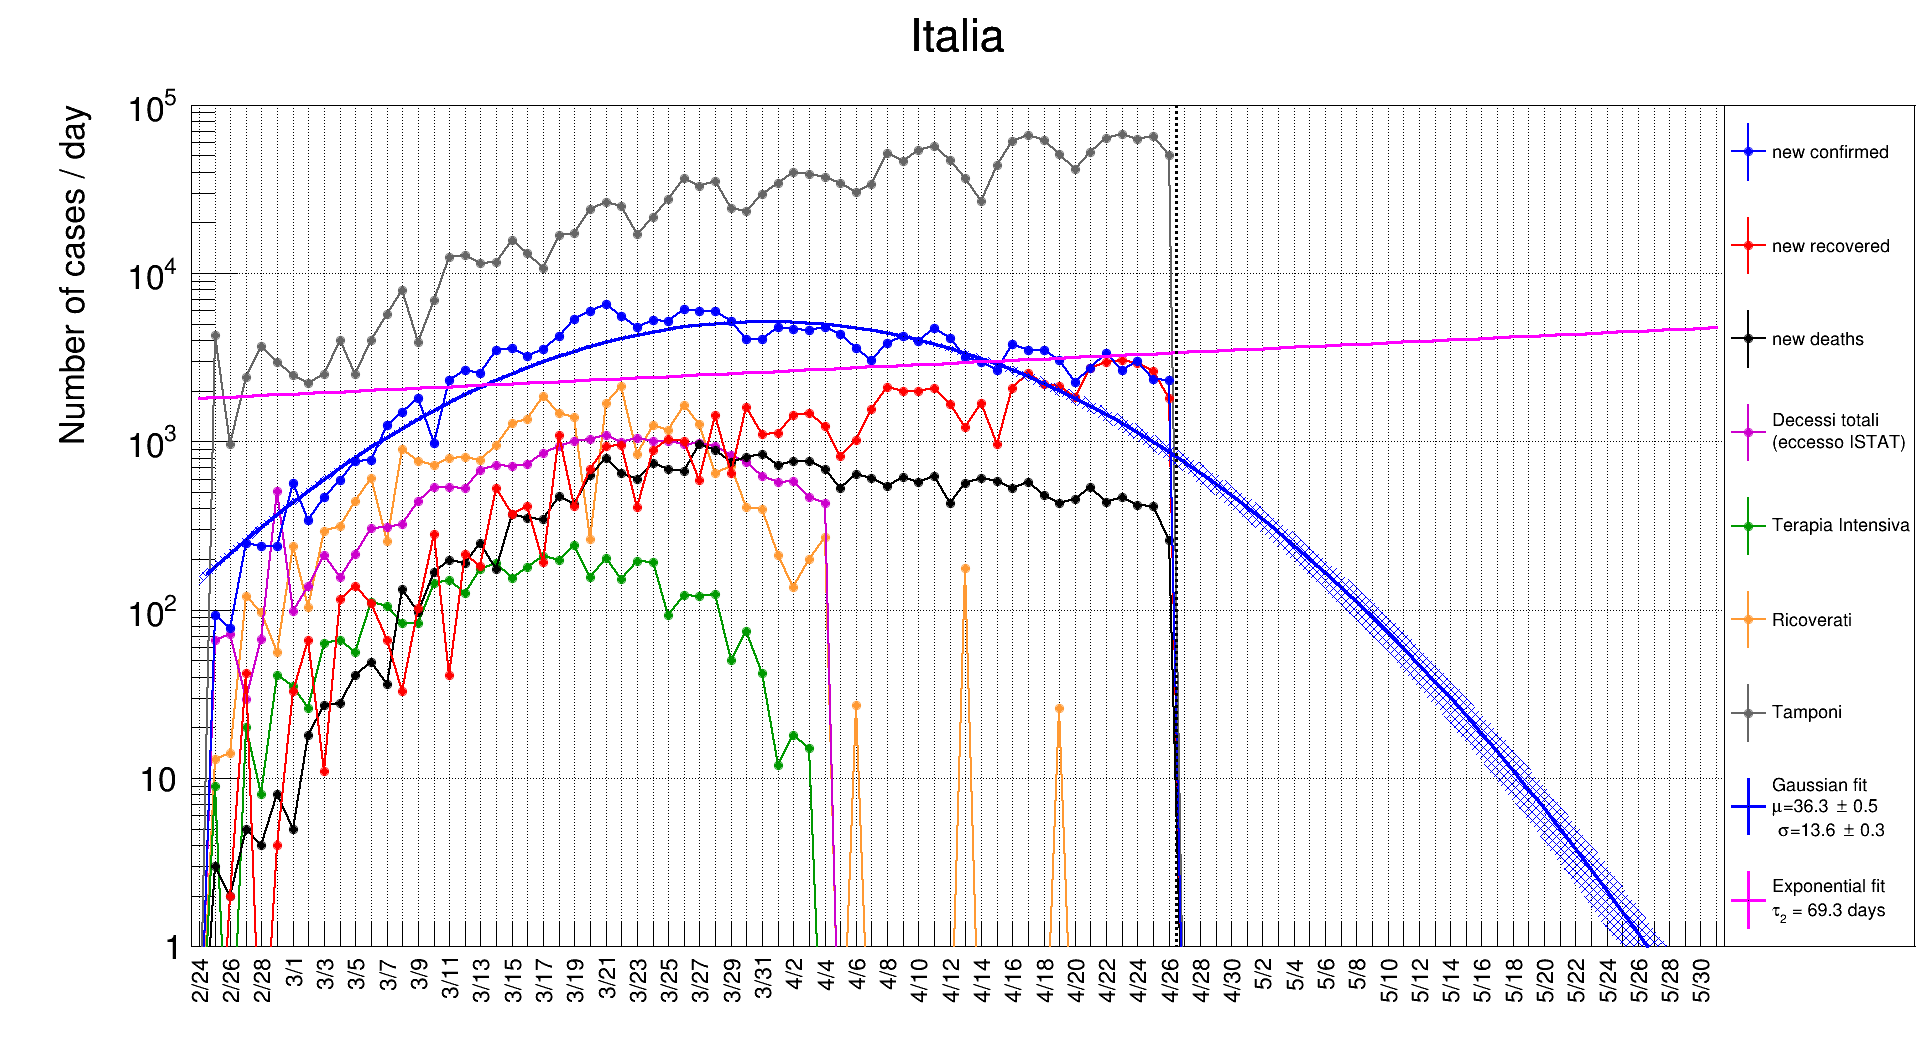 Italia
Number of cases / day
10^5
10^4
10^3
10^2
10
1
2/24 2/26 2/28 3/1 3/3 3/5 3/7 3/9 3/11 3/13 3/15 3/17 3/19 3/21 3/23 3/25 3/27 3/29 3/31 4/2 4/4 4/6 4/8 4/10 4/12 4/14 4/16 4/18 4/20 4/22 4/24 4/26 4/28 4/30 5/2 5/4 5/6 5/8 5/10 5/12 5/14 5/16 5/18 5/20 5/22 5/24 5/26 5/28 5/30
new confirmed
new recovered
new deaths
Decessi totali
(eccesso ISTAT)
Terapia Intensiva
Ricoverati
Tamponi
Gaussian fit
μ=36.3 ± 0.5
σ=13.6 ± 0.3
Exponential fit
τ₂ = 69.3 days